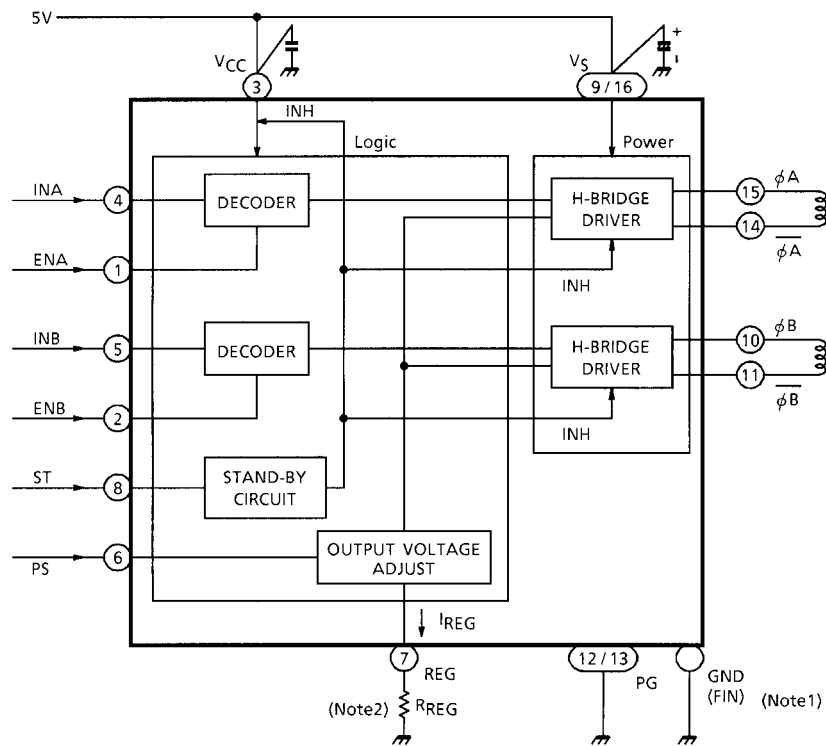 5V
VCC
3
VS
+
9 / 16
INH
Logic
Power
INA
4
DECODER
H-BRIDGE
DRIVER
15
φA
14
φA
ENA
1
INH
INB
5
DECODER
H-BRIDGE
DRIVER
10
φB
11
φB
ENB
2
INH
ST
8
STAND-BY
CIRCUIT
PS
6
OUTPUT VOLTAGE
ADJUST
IREG
7
REG
12 / 13
PG
GND
(FIN)
(Note1)
(Note2)
RREG